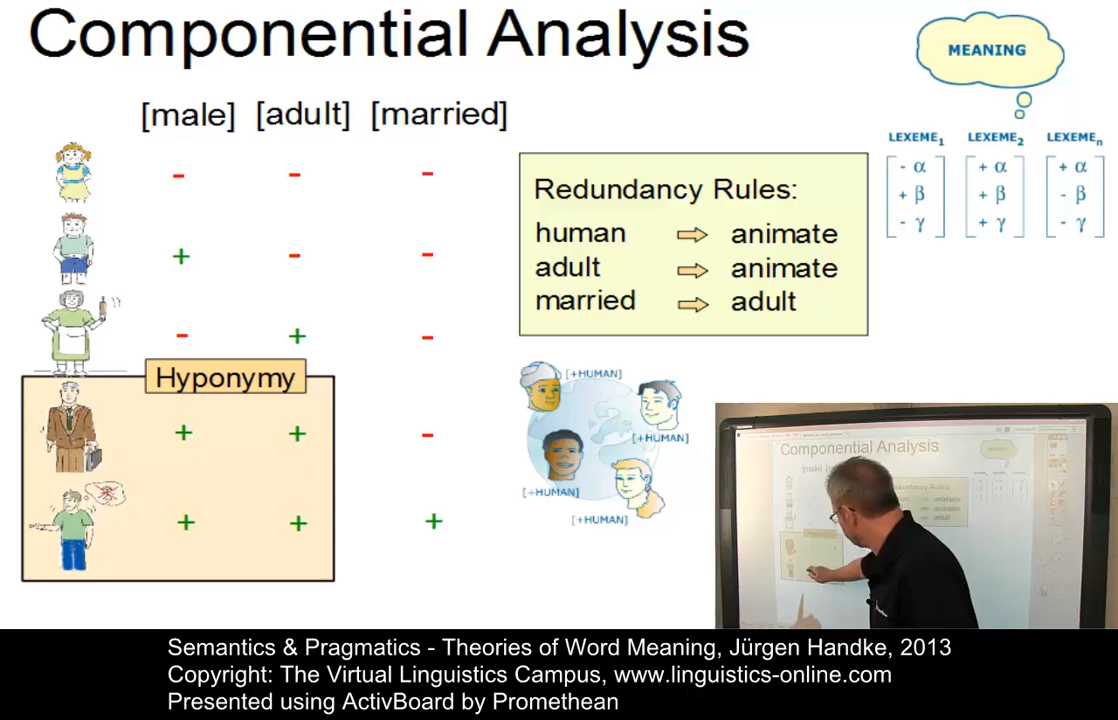 Componential Analysis
MEANING
[male] [adult] [married]
LEXEME1 LEXEME2 LEXEMEn
- α + α + α
+ β + β - β
- γ + γ - γ
- - -
+ - -
- + -
Redundancy Rules:
human ⇨ animate
adult ⇨ animate
married ⇨ adult
Hyponymy
+ + -
+ + +
[+HUMAN]
[+HUMAN]
[+HUMAN]
[+HUMAN]
Componential Analysis
Semantics & Pragmatics - Theories of Word Meaning, Jürgen Handke, 2013
Copyright: The Virtual Linguistics Campus, www.linguistics-online.com
Presented using ActivBoard by Promethean